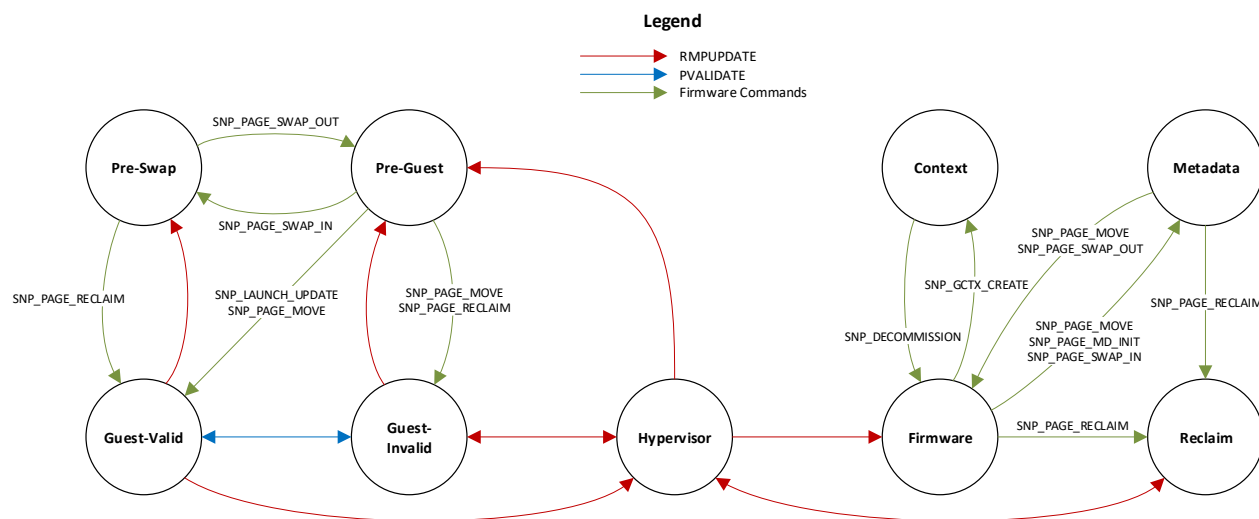 Legend
RMPUPDATE
PVALIDATE
Firmware Commands
SNP_PAGE_SWAP_OUT
Pre-Swap
Pre-Guest
Context
Metadata
SNP_PAGE_SWAP_IN
SNP_PAGE_MOVE
SNP_PAGE_SWAP_OUT
SNP_PAGE_RECLAIM
SNP_LAUNCH_UPDATE
SNP_PAGE_MOVE
SNP_PAGE_MOVE
SNP_PAGE_RECLAIM
SNP_GCTX_CREATE
SNP_PAGE_RECLAIM
SNP_DECOMMISSION
SNP_PAGE_MOVE
SNP_PAGE_MD_INIT
SNP_PAGE_SWAP_IN
Guest-Valid
Guest-
Invalid
Hypervisor
Firmware
SNP_PAGE_RECLAIM
Reclaim